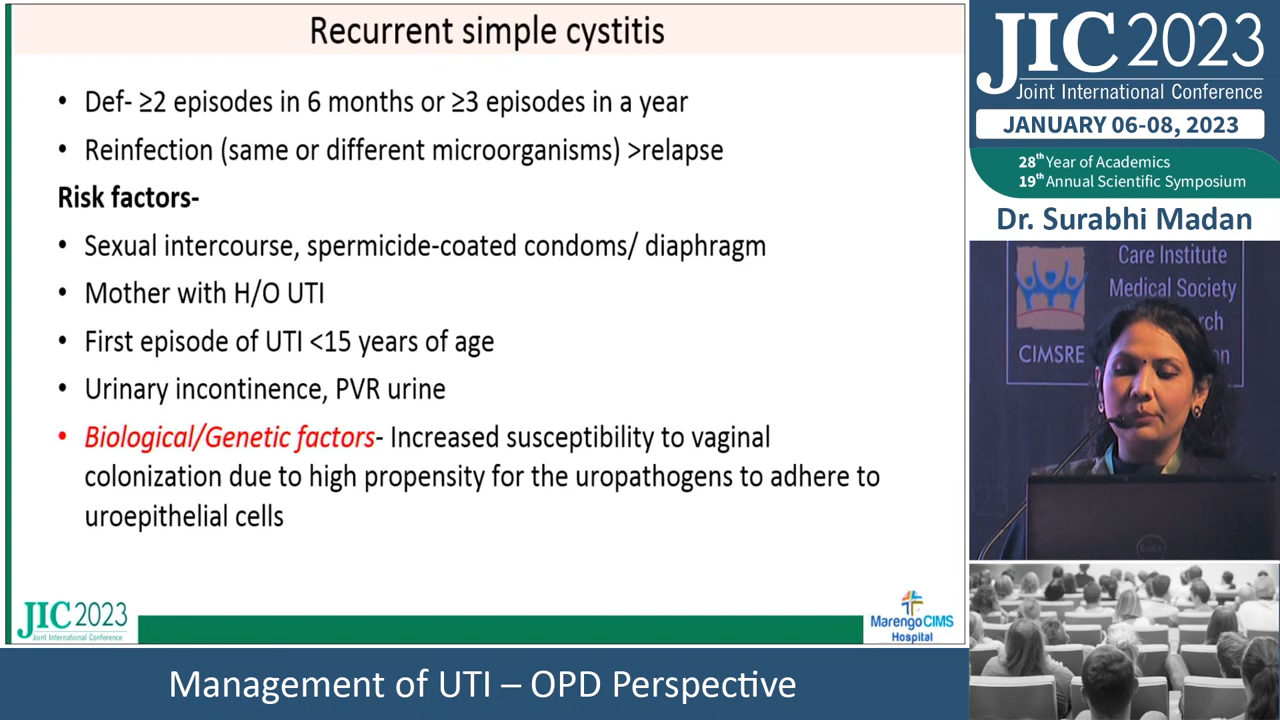 Recurrent simple cystitis
• Def- ≥2 episodes in 6 months or ≥3 episodes in a year
• Reinfection (same or different microorganisms) >relapse
Risk factors-
• Sexual intercourse, spermicide-coated condoms/ diaphragm
• Mother with H/O UTI
• First episode of UTI <15 years of age
• Urinary incontinence, PVR urine
• Biological/Genetic factors- Increased susceptibility to vaginal
colonization due to high propensity for the uropathogens to adhere to
uroepithelial cells
JIC 2023
Joint International Conference
MarengoCIMS
Hospital
Management of UTI – OPD Perspective
JIC 2023
Joint International Conference
JANUARY 06-08, 2023
28th Year of Academics
19th Annual Scientific Symposium
Dr. Surabhi Madan
Care Institute
Medical Society
rch
CIMSRE
on
DELL